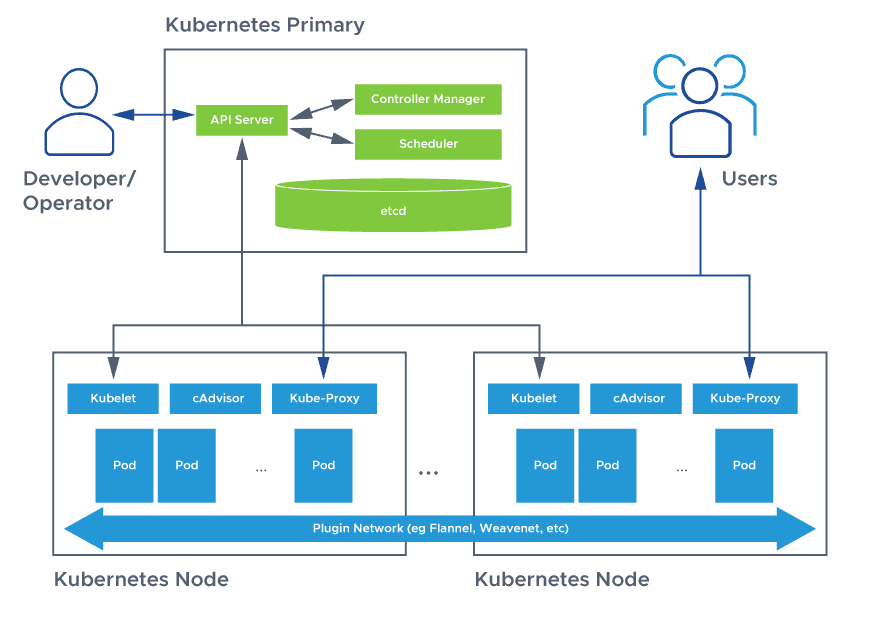 Kubernetes Primary
API Server
Controller Manager
Scheduler
etcd
Developer/
Operator
Users
Kubelet
cAdvisor
Kube-Proxy
Pod
Pod
...
Pod
...
Kubelet
cAdvisor
Kube-Proxy
Pod
Pod
...
Pod
Plugin Network (eg Flannel, Weavenet, etc)
Kubernetes Node
Kubernetes Node